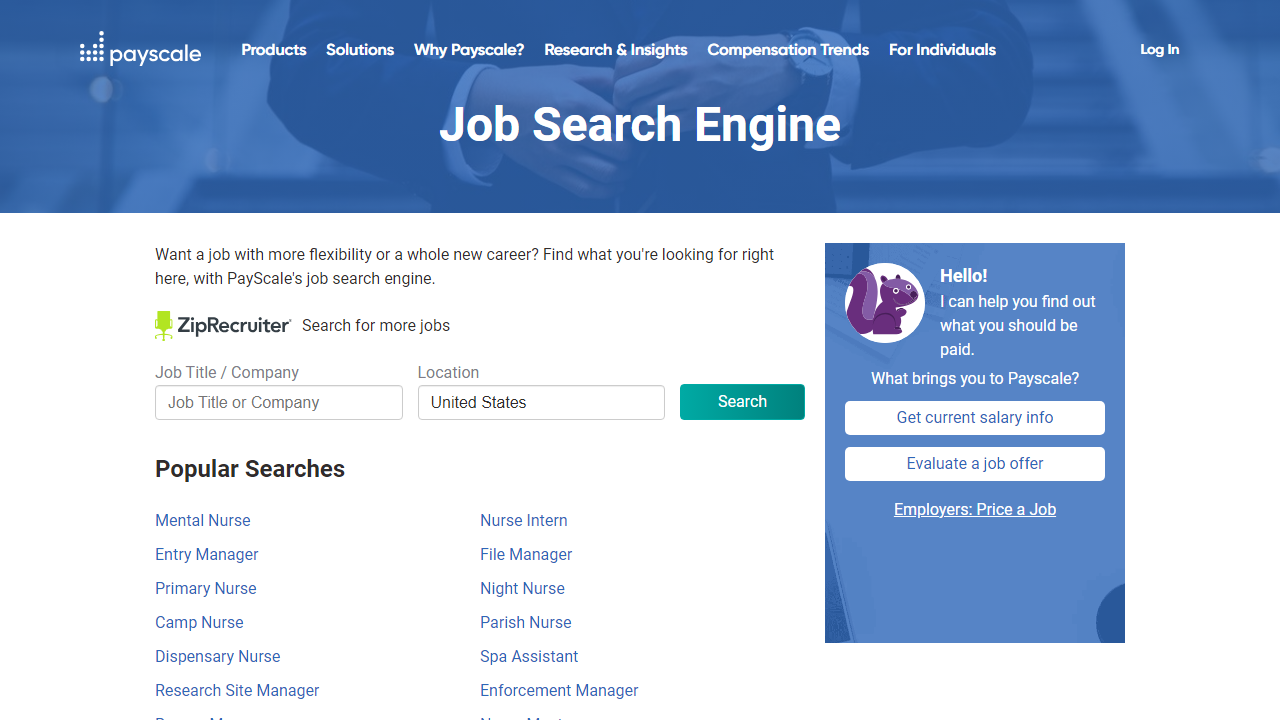 payscale
Products
Solutions
Why Payscale?
Research & Insights
Compensation Trends
For Individuals
Log In
Job Search Engine
Want a job with more flexibility or a whole new career? Find what you're looking for right
here, with PayScale's job search engine.
ZipRecruiter Search for more jobs
Job Title / Company
Location
Job Title or Company
United States
Search
Popular Searches
Mental Nurse
Nurse Intern
Entry Manager
File Manager
Primary Nurse
Night Nurse
Camp Nurse
Parish Nurse
Dispensary Nurse
Spa Assistant
Research Site Manager
Enforcement Manager
Hello!
I can help you find out
what you should be
paid.
What brings you to Payscale?
Get current salary info
Evaluate a job offer
Employers: Price a Job